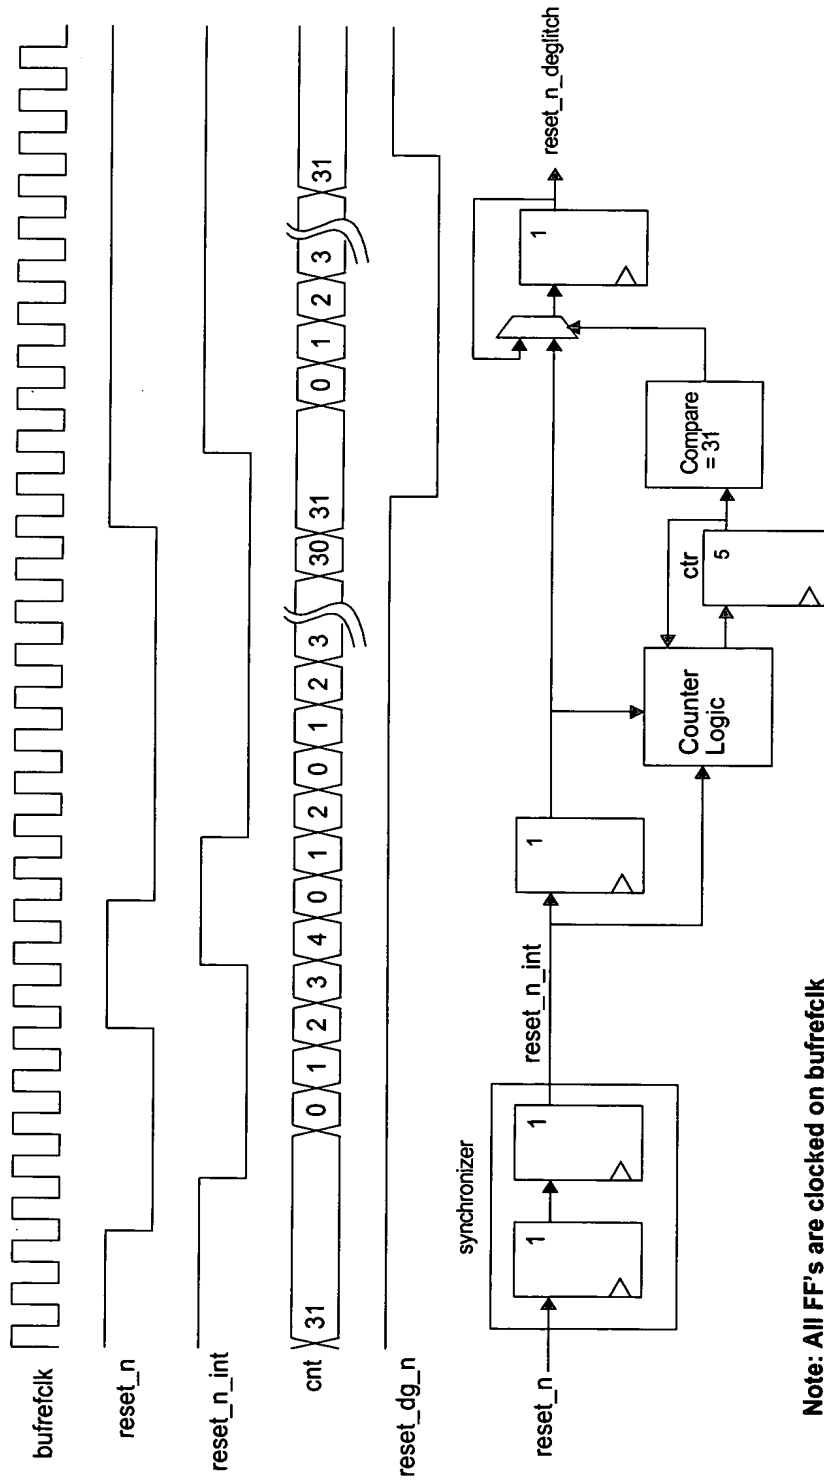 bufrefclk
reset_n
reset_n_int
cnt
31 0 1 2 3 4 0 1 2 0 1 2 3 30 31 0 1 2 3 31
reset_dg_n
synchronizer
reset_n
1
1
reset_n_int
1
Counter
Logic
ctr
5
Compare
= 31
1
reset_n_deglitch
Note: All FF's are clocked on bufrefclk